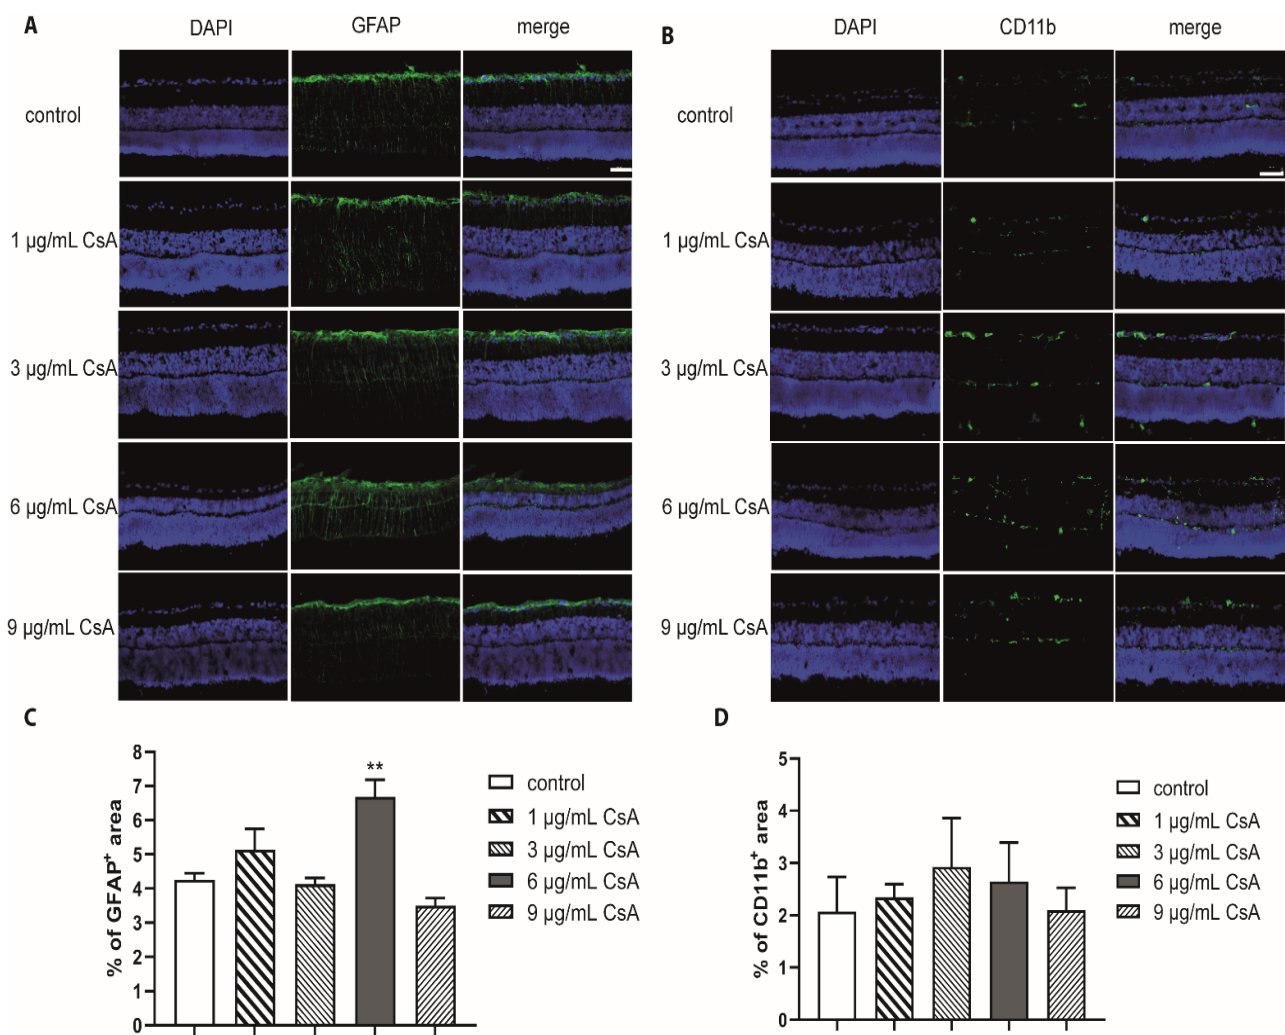 A DAPI GFAP merge
control
1 µg/mL CsA
3 µg/mL CsA
6 µg/mL CsA
9 µg/mL CsA
B DAPI CD11b merge
control
1 µg/mL CsA
3 µg/mL CsA
6 µg/mL CsA
9 µg/mL CsA
C
% of GFAP+ area
8
7
6
5
4
3
2
1
0
**
control
1 µg/mL CsA
3 µg/mL CsA
6 µg/mL CsA
9 µg/mL CsA
D
% of CD11b+ area
5
4
3
2
1
0
control
1 µg/mL CsA
3 µg/mL CsA
6 µg/mL CsA
9 µg/mL CsA